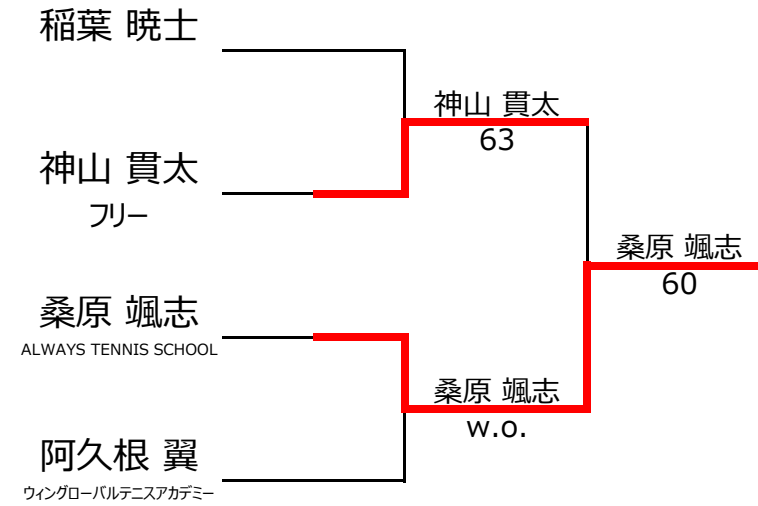 稲葉 暁士
神山 貫太
63
神山 貫太
フリー
桑原 颯志
60
桑原 颯志
ALWAYS TENNIS SCHOOL
桑原 颯志
w.o.
阿久根 翼
ウィングローバルテニスアカデミー